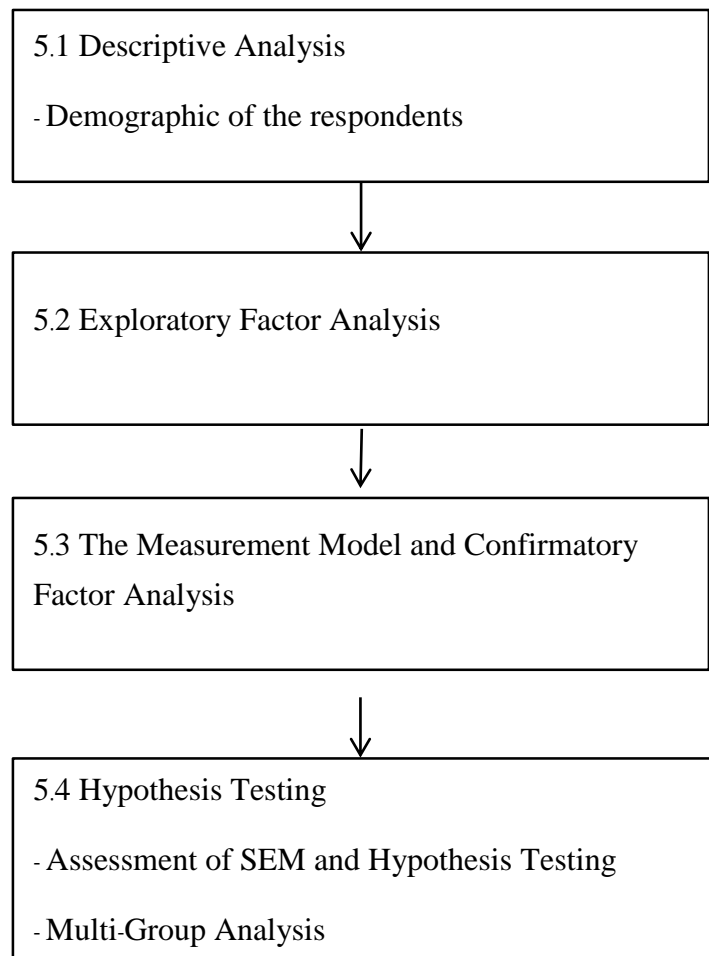 5.1 Descriptive Analysis
- Demographic of the respondents
5.2 Exploratory Factor Analysis
5.3 The Measurement Model and Confirmatory
Factor Analysis
5.4 Hypothesis Testing
- Assessment of SEM and Hypothesis Testing
- Multi-Group Analysis